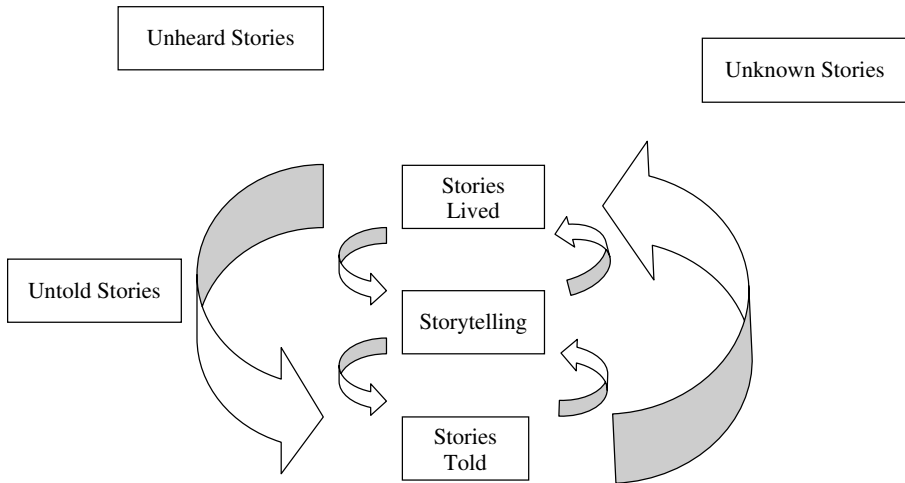 Unheard Stories
Unknown Stories
Stories
Lived
Untold Stories
Storytelling
Stories
Told